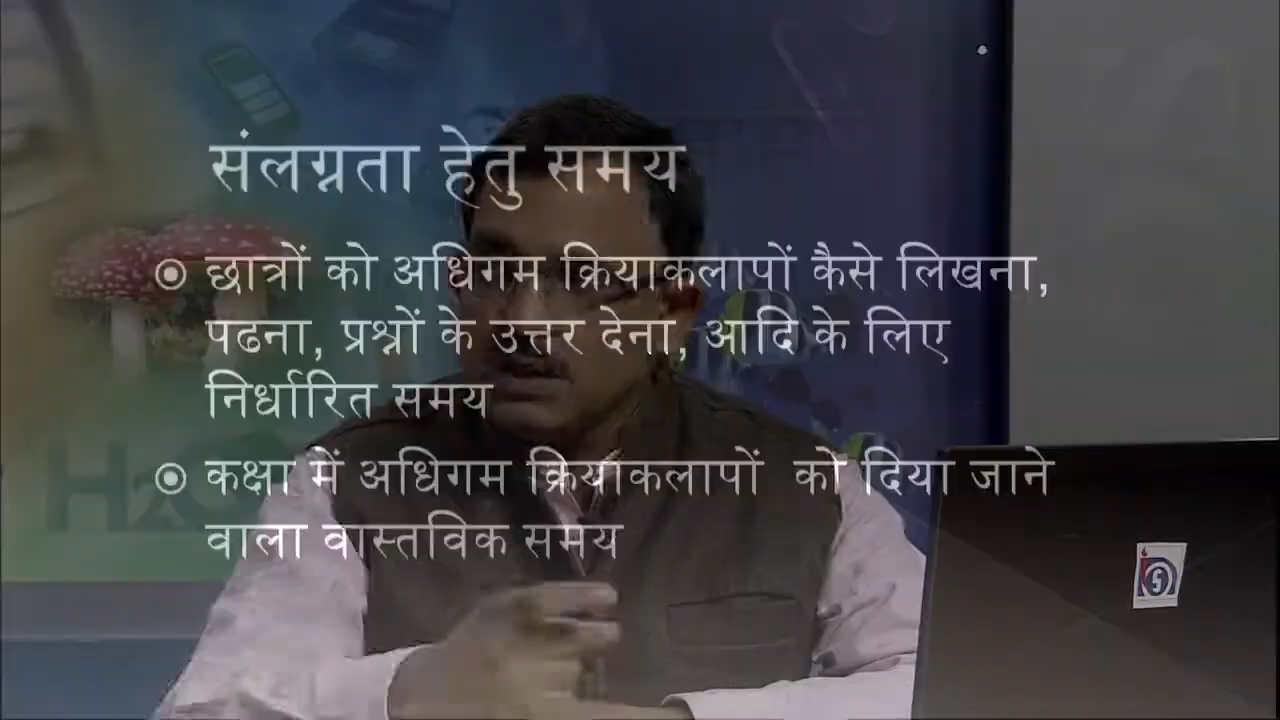 संलग्नता हेतु समय
छात्रों को अधिगम क्रियाकलापों कैसे लिखना,
पढना, प्रश्नों के उत्तर देना, आदि के लिए
निर्धारित समय
कक्षा में अधिगम क्रियाकलापों को दिया जाने
वाला वास्तविक समय
H2O